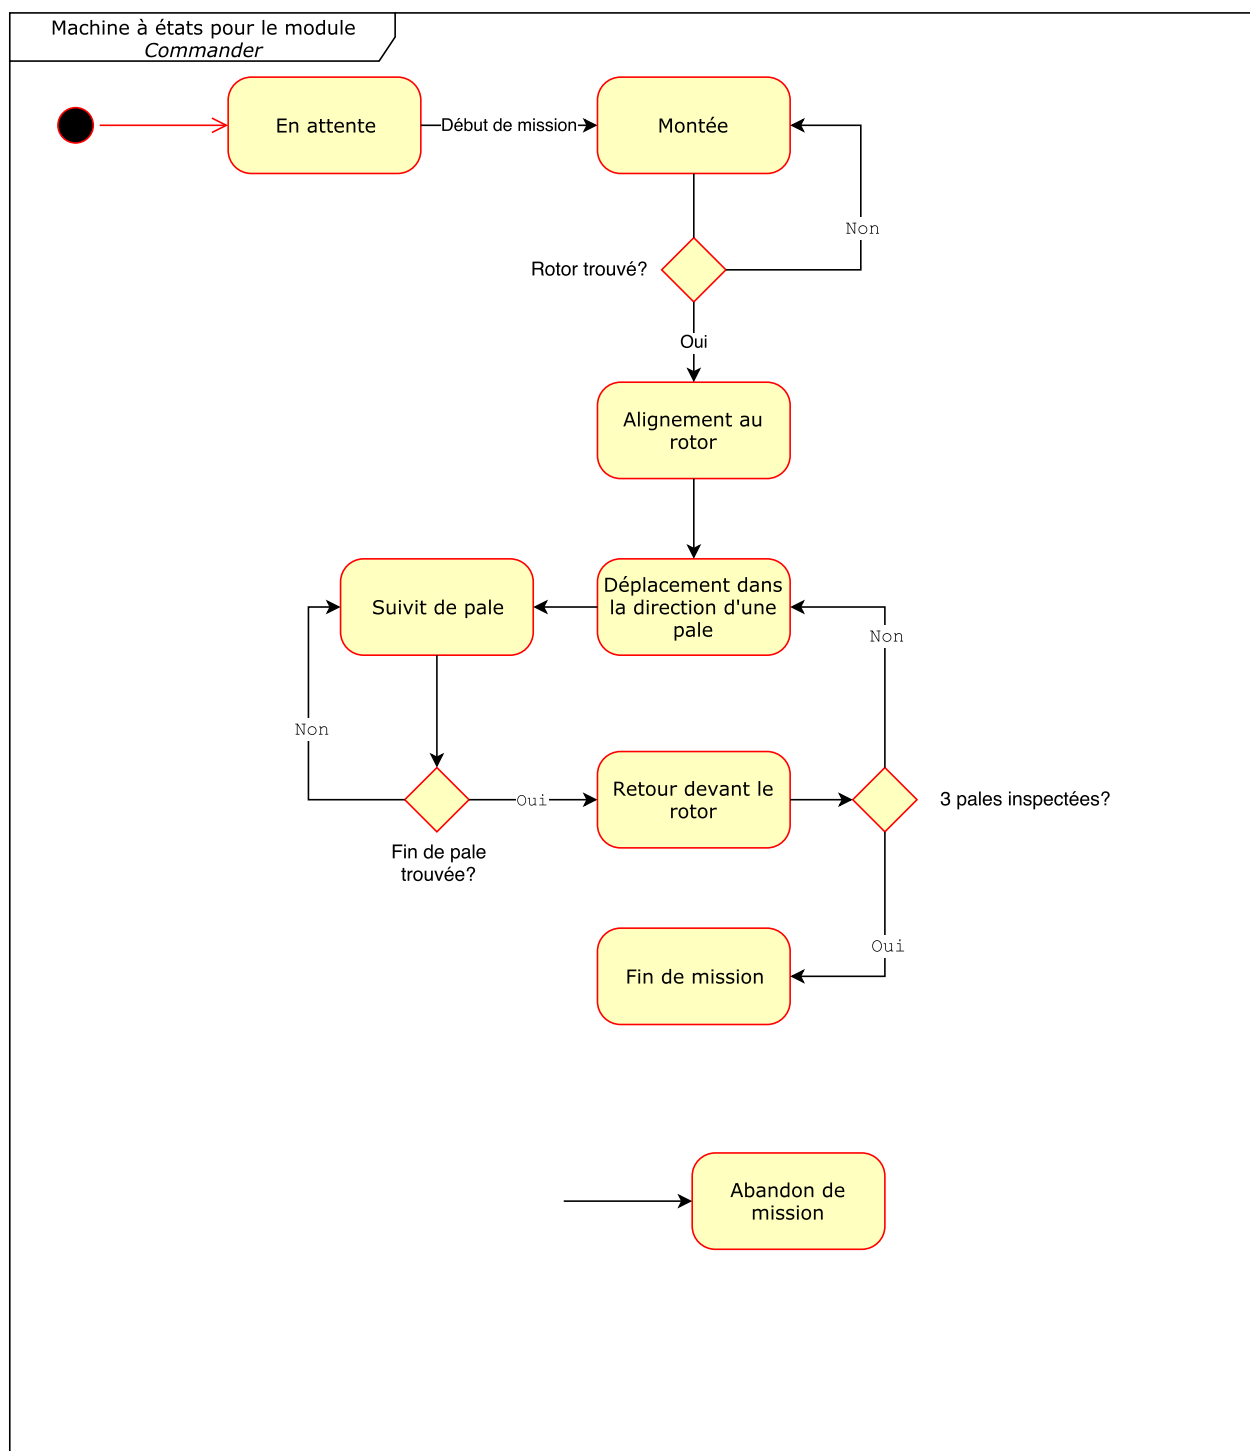 Machine à états pour le module
Commander
En attente
Début de mission
Montée
Non
Rotor trouvé?
Oui
Alignement au
rotor
Suivit de pale
Déplacement dans
la direction d'une
pale
Non
Non
Oui
Retour devant le
rotor
3 pales inspectées?
Fin de pale
trouvée?
Oui
Fin de mission
Abandon de
mission